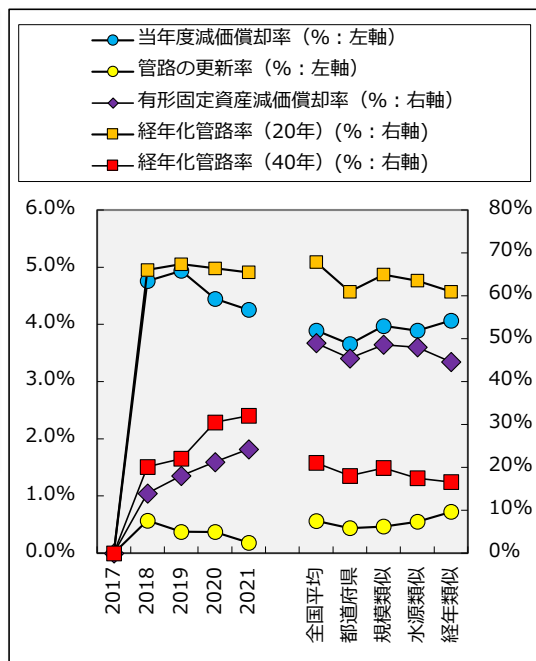 当年度減価償却率（%：左軸）
管路の更新率（%：左軸）
有形固定資産減価償却率（%：右軸）
経年化管路率（20年）(%：右軸)
経年化管路率（40年）(%：右軸)
6.0%
5.0%
4.0%
3.0%
2.0%
1.0%
0.0%
80%
70%
60%
50%
40%
30%
20%
10%
0%
2017
2018
2019
2020
2021
全国平均
都道府県
規模類似
水源類似
経年類似